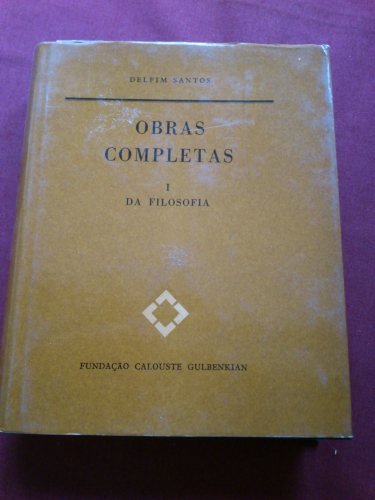 DELFIM SANTOS
OBRAS
COMPLETAS
I
DA FILOSOFIA
FUNDAÇÃO CALOUSTE GULBENKIAN